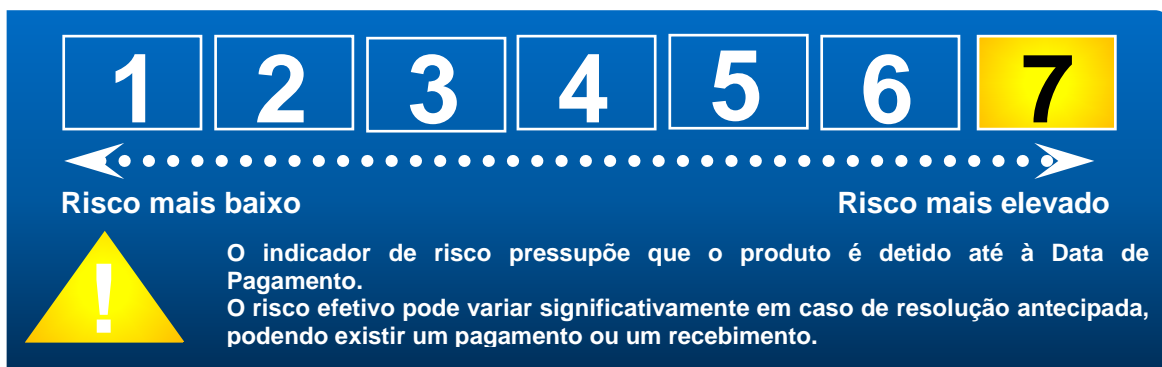 1 2 3 4 5 6 7
Risco mais baixo Risco mais elevado
!
O indicador de risco pressupõe que o produto é detido até à Data de
Pagamento.
O risco efetivo pode variar significativamente em caso de resolução antecipada,
podendo existir um pagamento ou um recebimento.